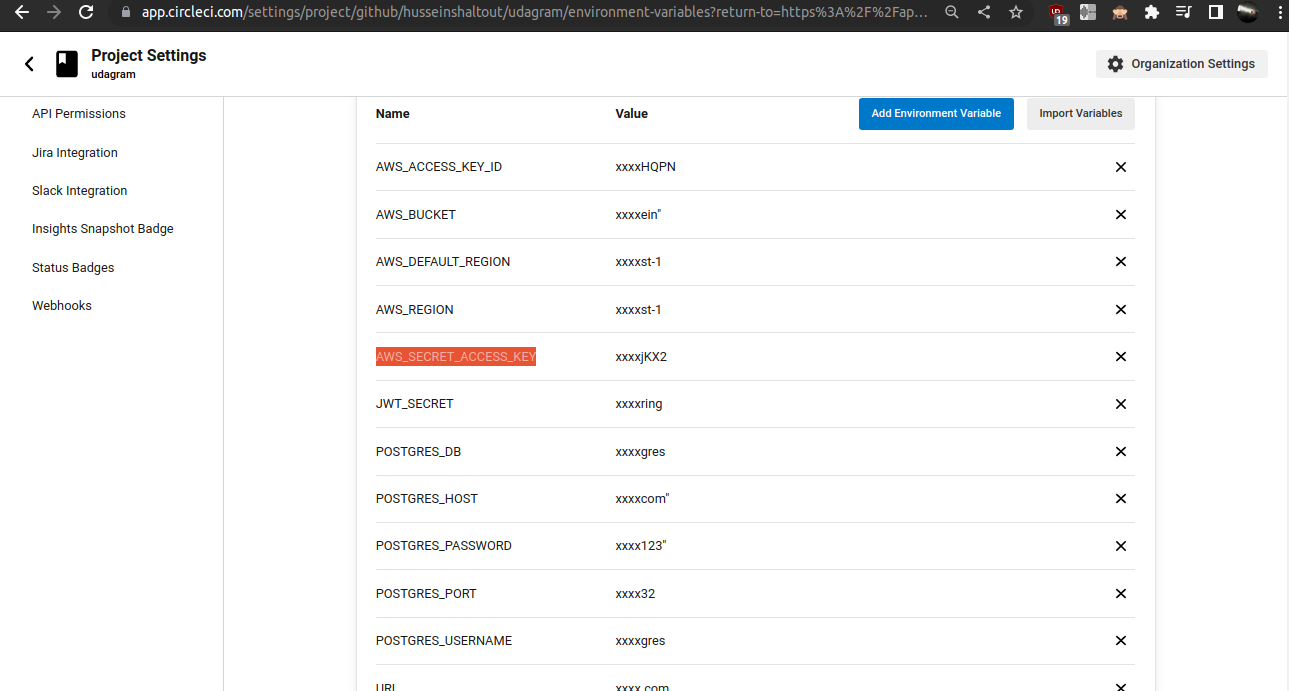 app.circleci.com/settings/project/github/husseinshaltout/udagram/environment-variables?return-to=https%3A%2F%2Fap...
19
Project Settings
udagram
Organization Settings
API Permissions
Jira Integration
Slack Integration
Insights Snapshot Badge
Status Badges
Webhooks
Name Value Add Environment Variable Import Variables
AWS_ACCESS_KEY_ID xxxxHQPN
AWS_BUCKET xxxxein"
AWS_DEFAULT_REGION xxxxst-1
AWS_REGION xxxxst-1
AWS_SECRET_ACCESS_KEY xxxxjKX2
JWT_SECRET xxxxring
POSTGRES_DB xxxxgres
POSTGRES_HOST xxxxcom"
POSTGRES_PASSWORD xxxx123"
POSTGRES_PORT xxxx32
POSTGRES_USERNAME xxxxgres
URL xxxx.com